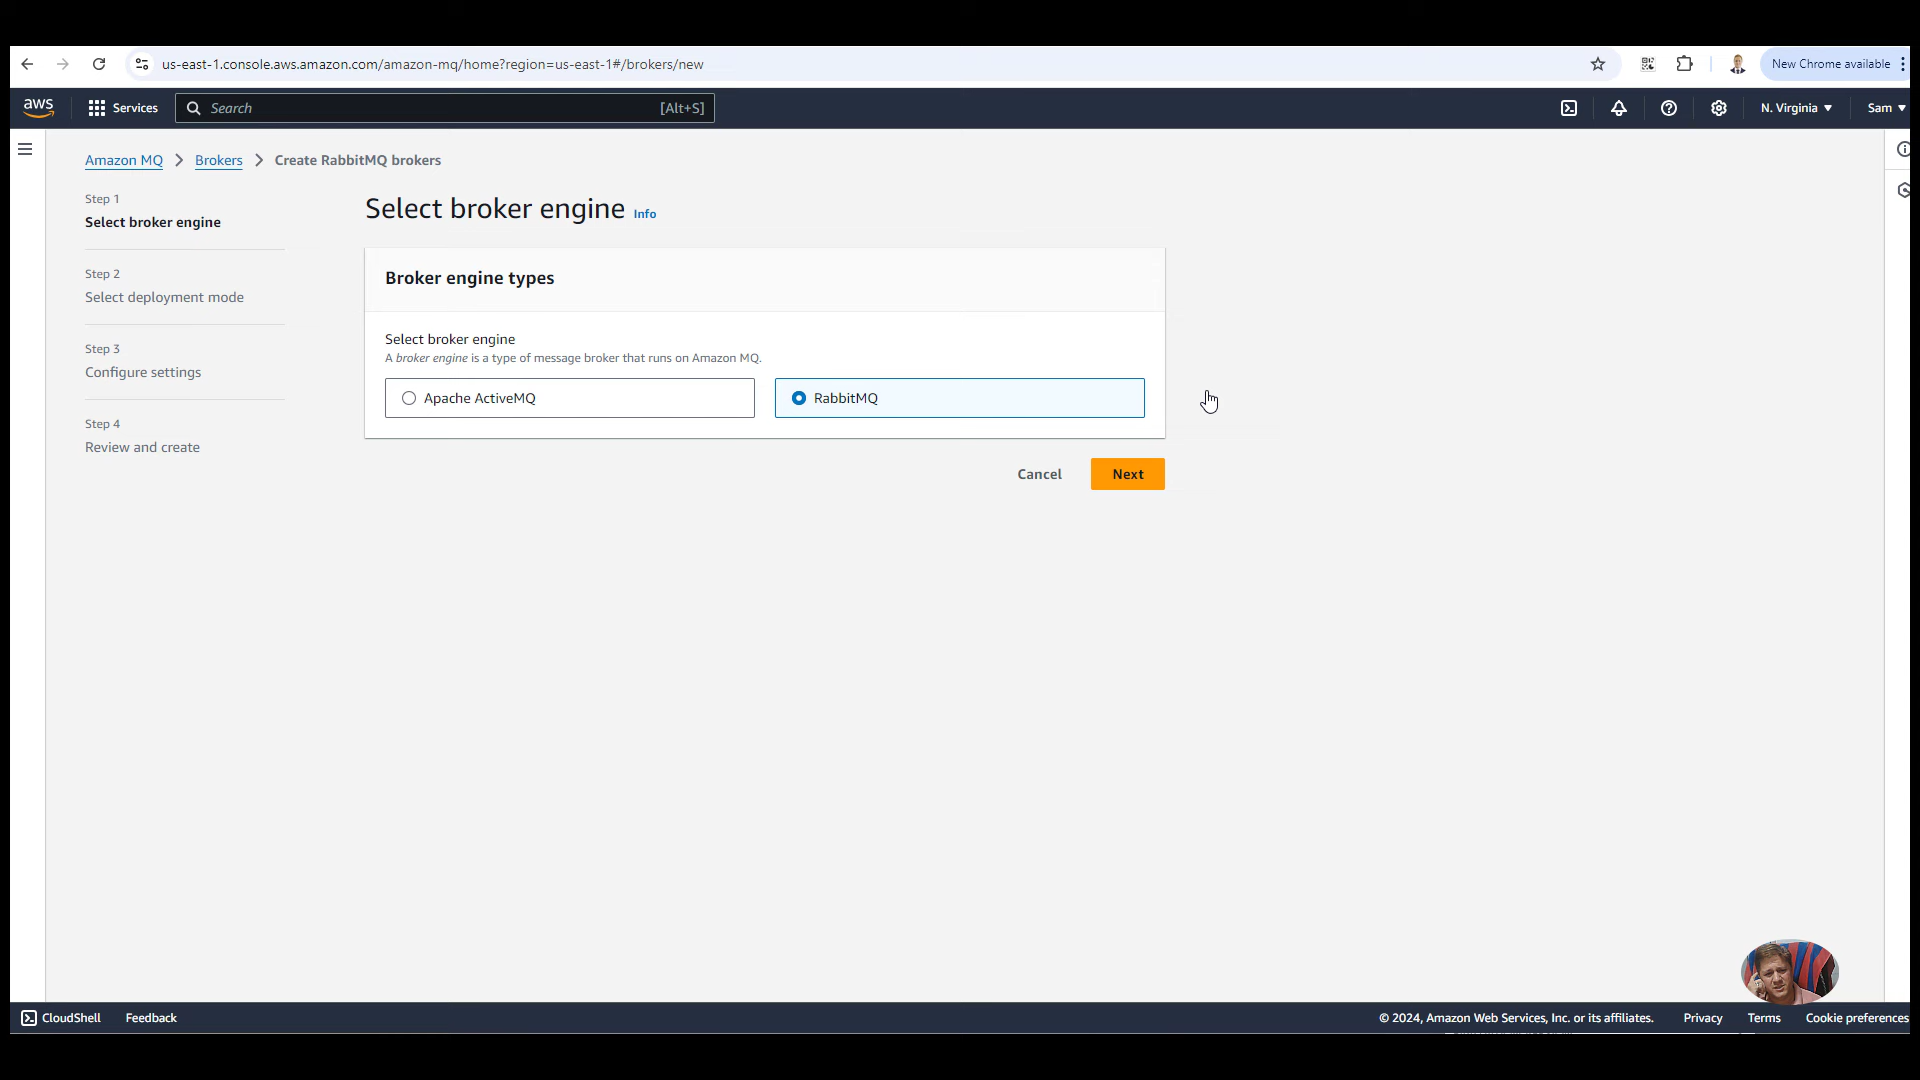 us-east-1.console.aws.amazon.com/amazon-mq/home?region=us-east-1#/brokers/new
New Chrome available
aws
Services
Search
[Alt+S]
N. Virginia
Sam
Amazon MQ
Brokers
Create RabbitMQ brokers
Step 1
Select broker engine
Step 2
Select deployment mode
Step 3
Configure settings
Step 4
Review and create
Select broker engine Info
Broker engine types
Select broker engine
A broker engine is a type of message broker that runs on Amazon MQ.
Apache ActiveMQ
RabbitMQ
Cancel
Next
CloudShell
Feedback
© 2024, Amazon Web Services, Inc. or its affiliates.
Privacy
Terms
Cookie preferences